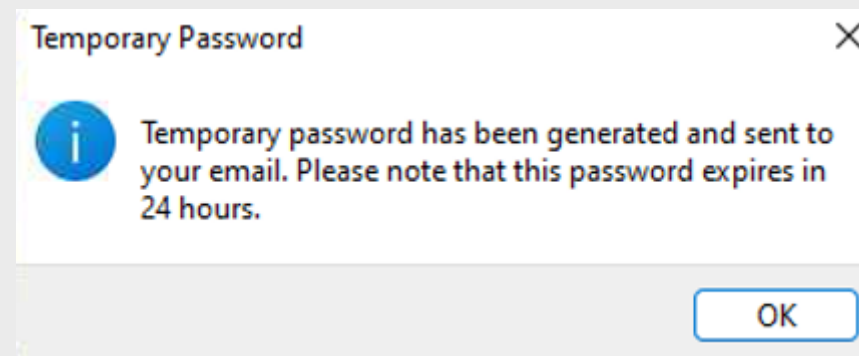 Temporary Password
Temporary password has been generated and sent to
your email. Please note that this password expires in
24 hours.
OK